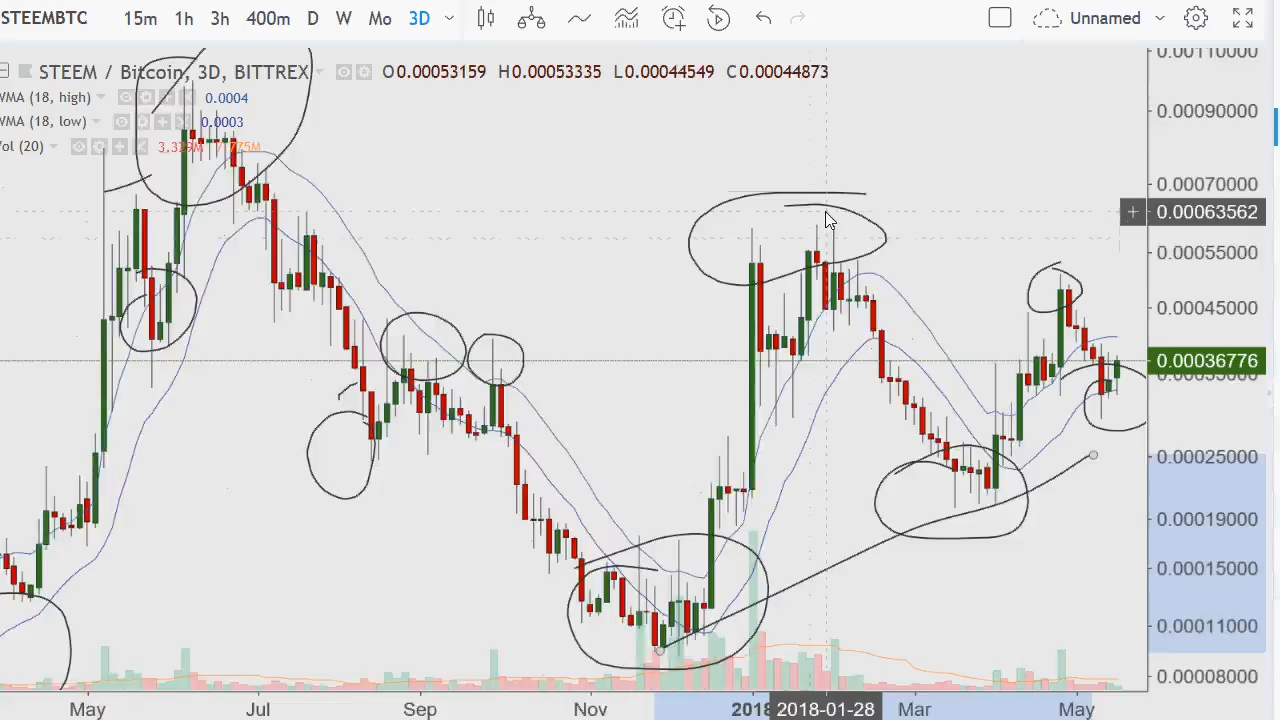 STEEMBTC 15m 1h 3h 400m D W Mo 3D Unnamed
STEEM / Bitcoin, 3D, BITTREX O0.00053159 H0.00053335 L0.00044549 C0.00044873
WMA (18, high) 0.0004
WMA (18, low) 0.0003
Vol (20)
0.00110000
0.00090000
0.00070000
0.00063562
0.00055000
0.00045000
0.00036776
0.00025000
0.00019000
0.00015000
0.00011000
0.00008000
May Jul Sep Nov 2018 2018-01-28 Mar May